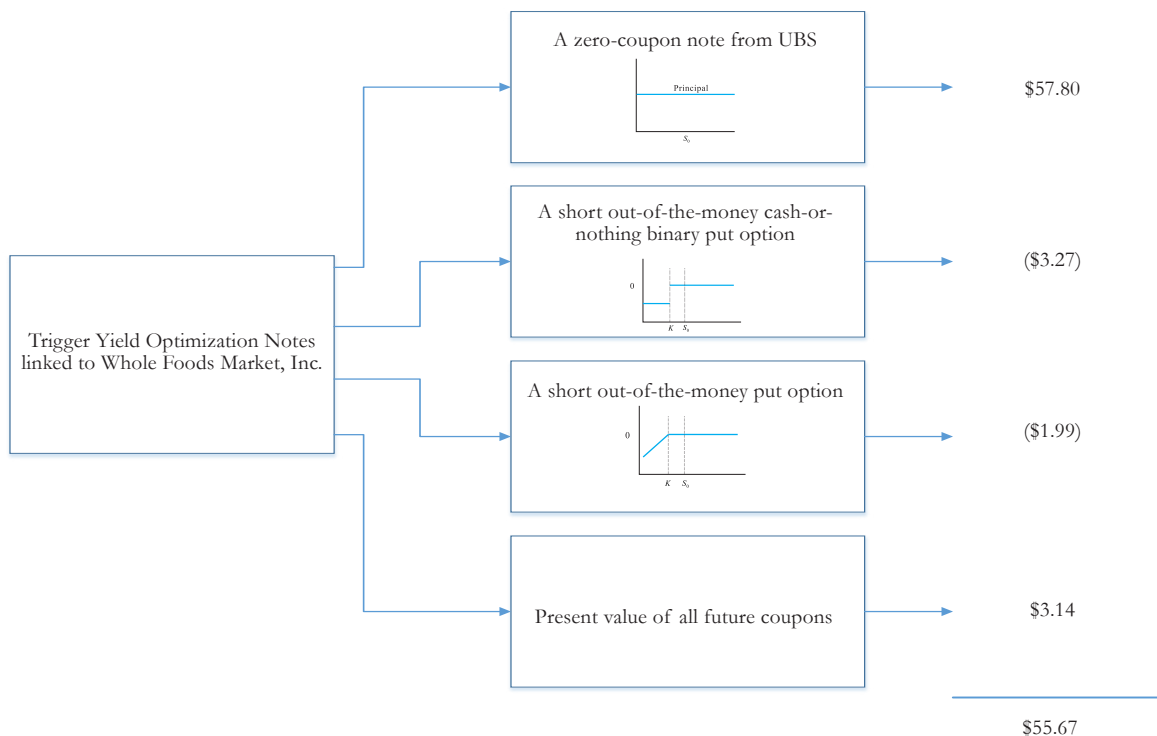 A zero-coupon note from UBS
Principal
S₀
$57.80
A short out-of-the-money cash-or-
nothing binary put option
0
K S₀
($3.27)
Trigger Yield Optimization Notes
linked to Whole Foods Market, Inc.
A short out-of-the-money put option
0
K S₀
($1.99)
Present value of all future coupons
$3.14
$55.67